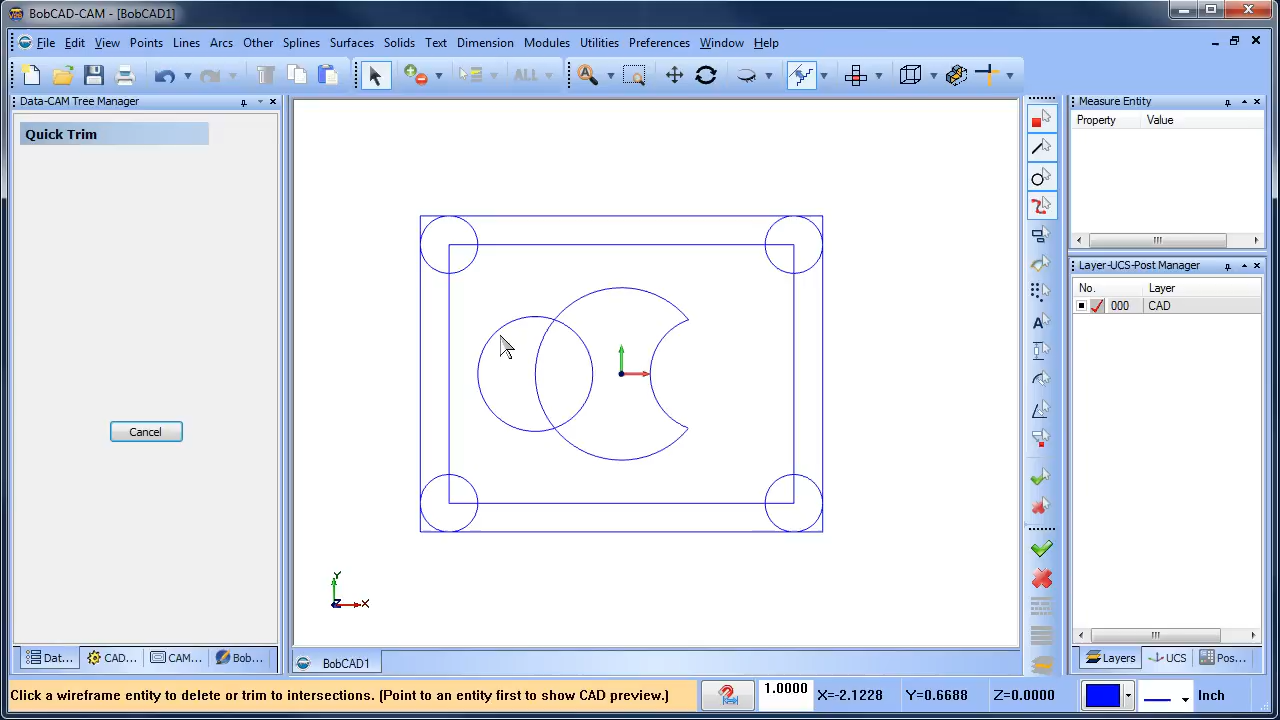 BobCAD-CAM - [BobCAD1]
File Edit View Points Lines Arcs Other Splines Surfaces Solids Text Dimension Modules Utilities Preferences Window Help
ALL
Data-CAM Tree Manager
Quick Trim
Cancel
Dat... CAD... CAM... Bob...
Y
Z X
BobCAD1
Measure Entity
Property Value
Layer-UCS-Post Manager
No. Layer
000 CAD
Layers UCS Pos...
Click a wireframe entity to delete or trim to intersections. (Point to an entity first to show CAD preview.)
1.0000 X=-2.1228 Y=0.6688 Z=0.0000 Inch